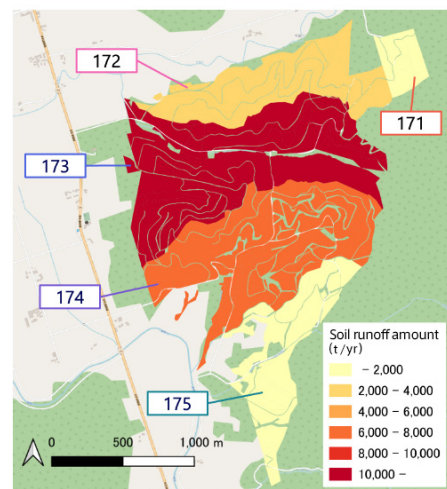 172
171
173
174
175
Soil runoff amount
(t /yr)
- 2,000
2,000 - 4,000
4,000 - 6,000
6,000 - 8,000
8,000 - 10,000
10,000 -
0 500 1,000 m